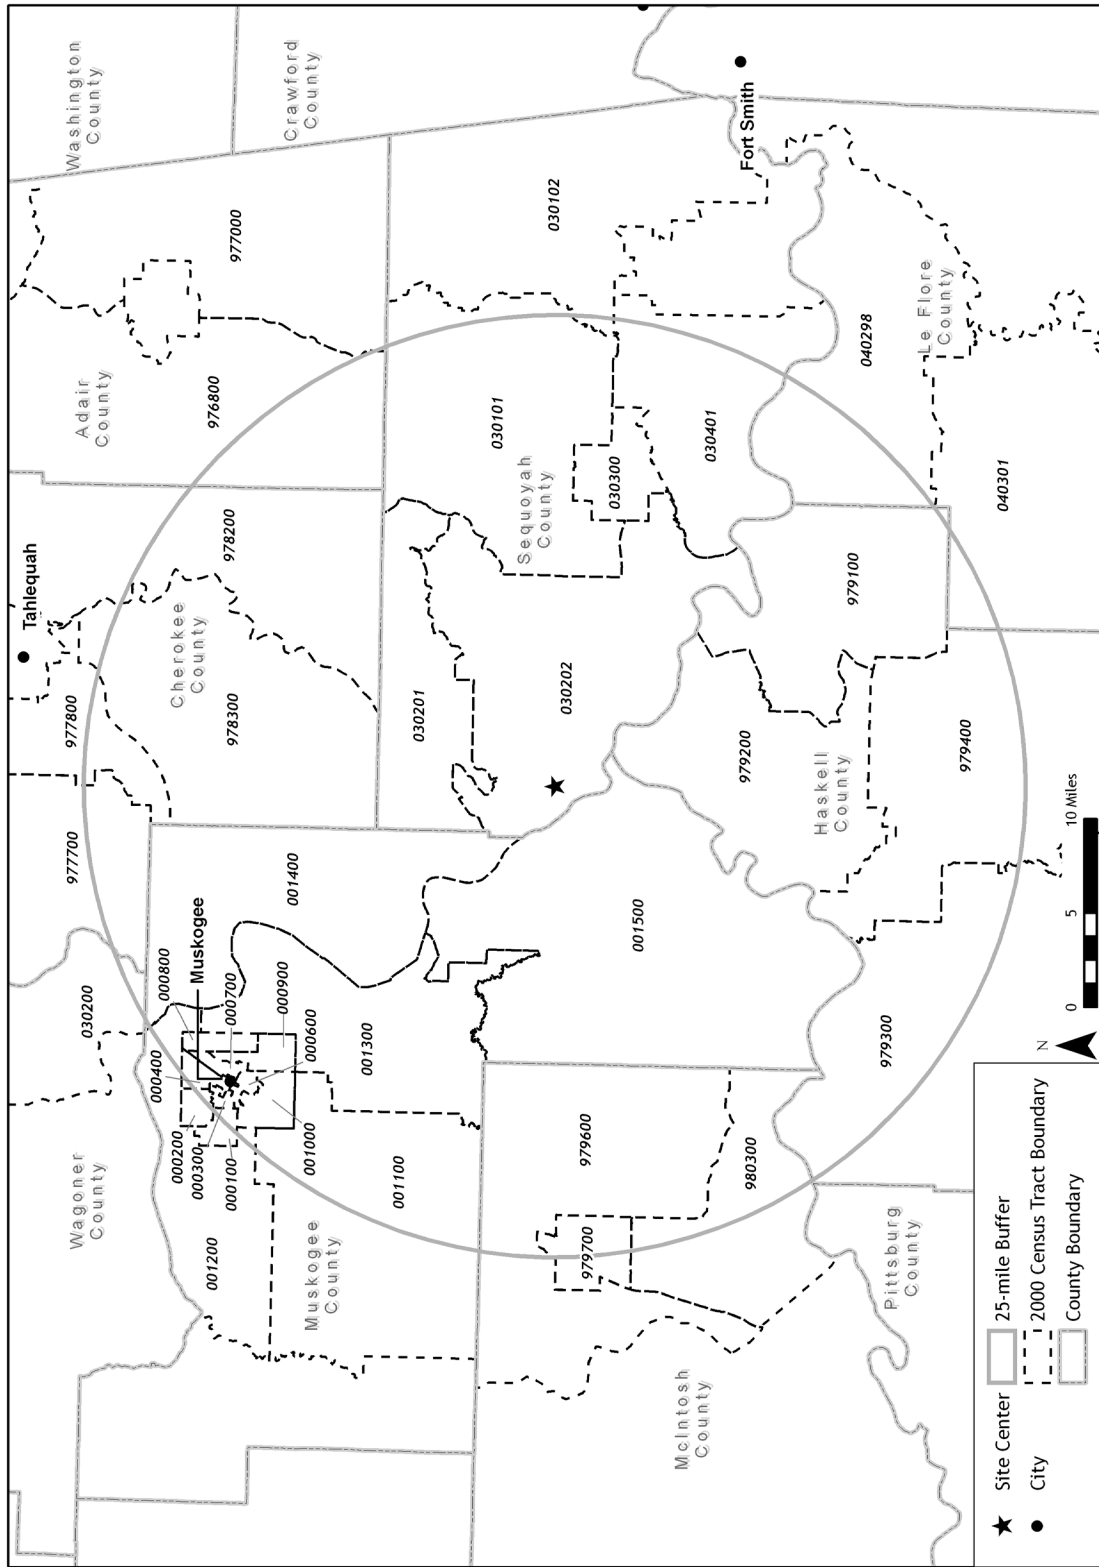 Washington
County
Crawford
County
Fort Smith
Adair
County
977000
976800
030102
Le Flore
County
040298
030101
030300
030401
040301
Sequoyah
County
Tahlequah
978200
Cherokee
County
978300
977800
030201
030202
979100
979200
Haskell
County
979400
977700
001400
001500
Muskogee
030200
000800
000700
000900
000600
000400
001300
979300
000200
000300
000100
001000
001100
979600
980300
Wagoner
County
001200
Muskogee
County
979700
Pittsburg
County
McIntosh
County
N
0 5 10 Miles
Site Center
City
25-mile Buffer
2000 Census Tract Boundary
County Boundary